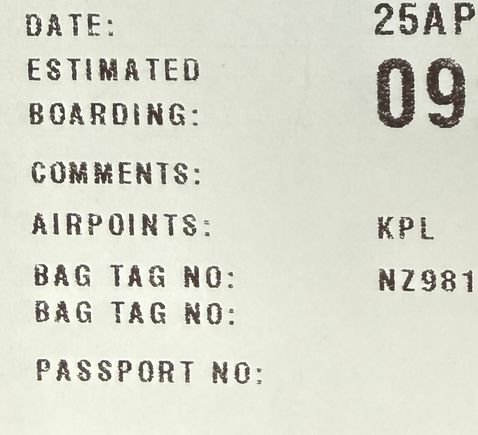 DATE: 25AP
ESTIMATED
BOARDING: 09
COMMENTS:
AIRPOINTS: KPL
BAG TAG NO: NZ981
BAG TAG NO:
PASSPORT NO: